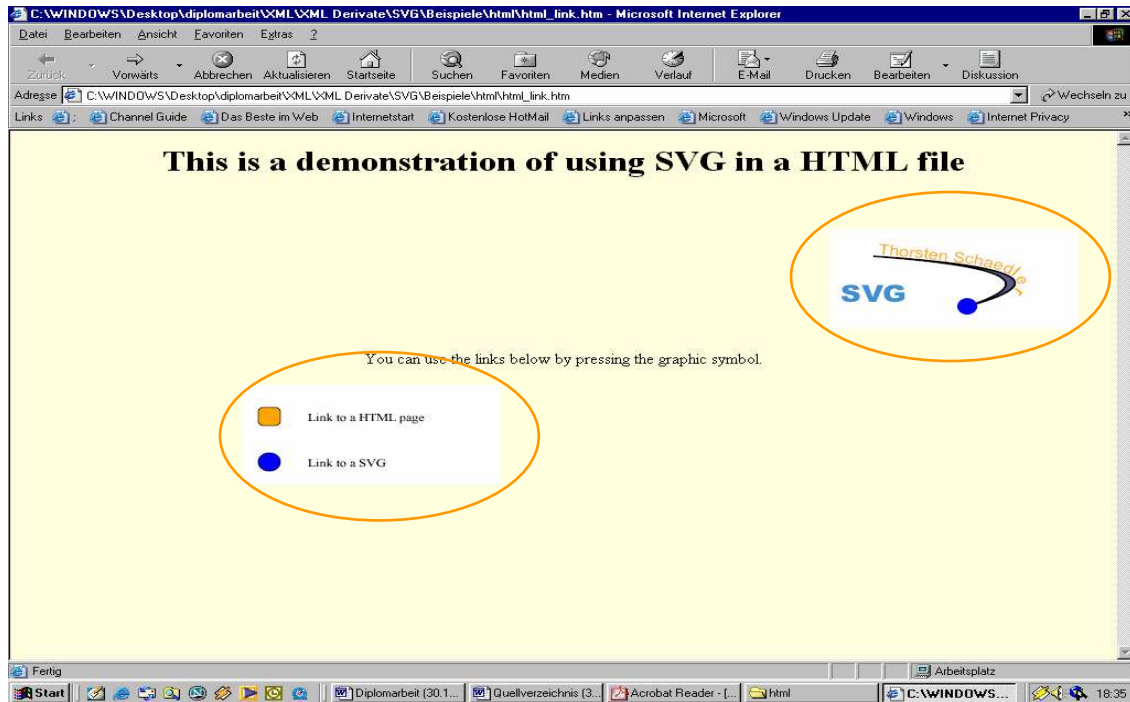 C:\WINDOWS\Desktop\diplomarbeit\XML\XML Derivate\SVG\Beispiele\html\html_link.htm - Microsoft Internet Explorer
Datei Bearbeiten Ansicht Favoriten Extras ?
Zurück Vorwärts Abbrechen Aktualisieren Startseite Suchen Favoriten Medien Verlauf E-Mail Drucken Bearbeiten Diskussion
Adresse C:\WINDOWS\Desktop\diplomarbeit\XML\XML Derivate\SVG\Beispiele\html\html_link.htm Wechseln zu
Links ; Channel Guide Das Beste im Web Internetstart Kostenlose HotMail Links anpassen Microsoft Windows Update Windows Internet Privacy »
This is a demonstration of using SVG in a HTML file
Thorsten Schaedler
SVG
You can use the links below by pressing the graphic symbol.
Link to a HTML page
Link to a SVG
Fertig Arbeitsplatz
Start Diplomarbeit (30.1... Quellverzeichnis (3... Acrobat Reader - [... html C:\WINDOWS... 18:35